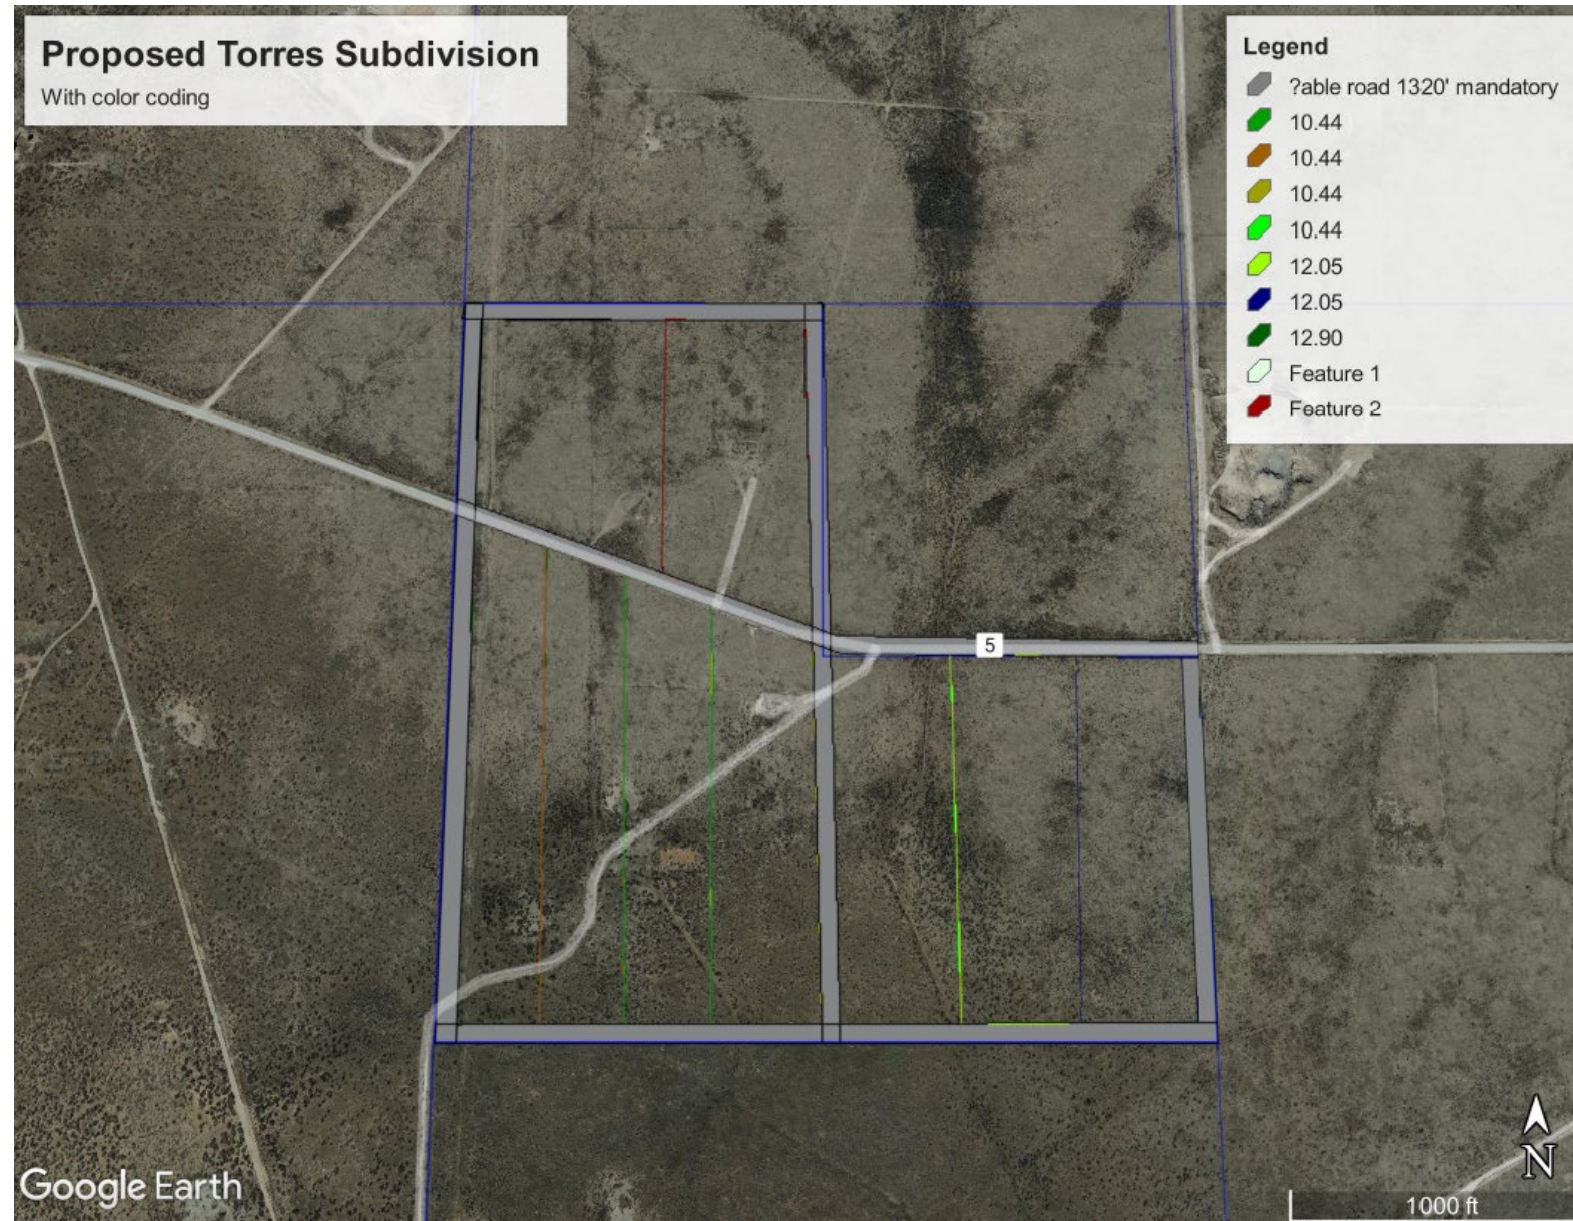 Proposed Torres Subdivision
With color coding
Legend
?able road 1320' mandatory
10.44
10.44
10.44
10.44
12.05
12.05
12.90
Feature 1
Feature 2
5
Google Earth
N
1000 ft